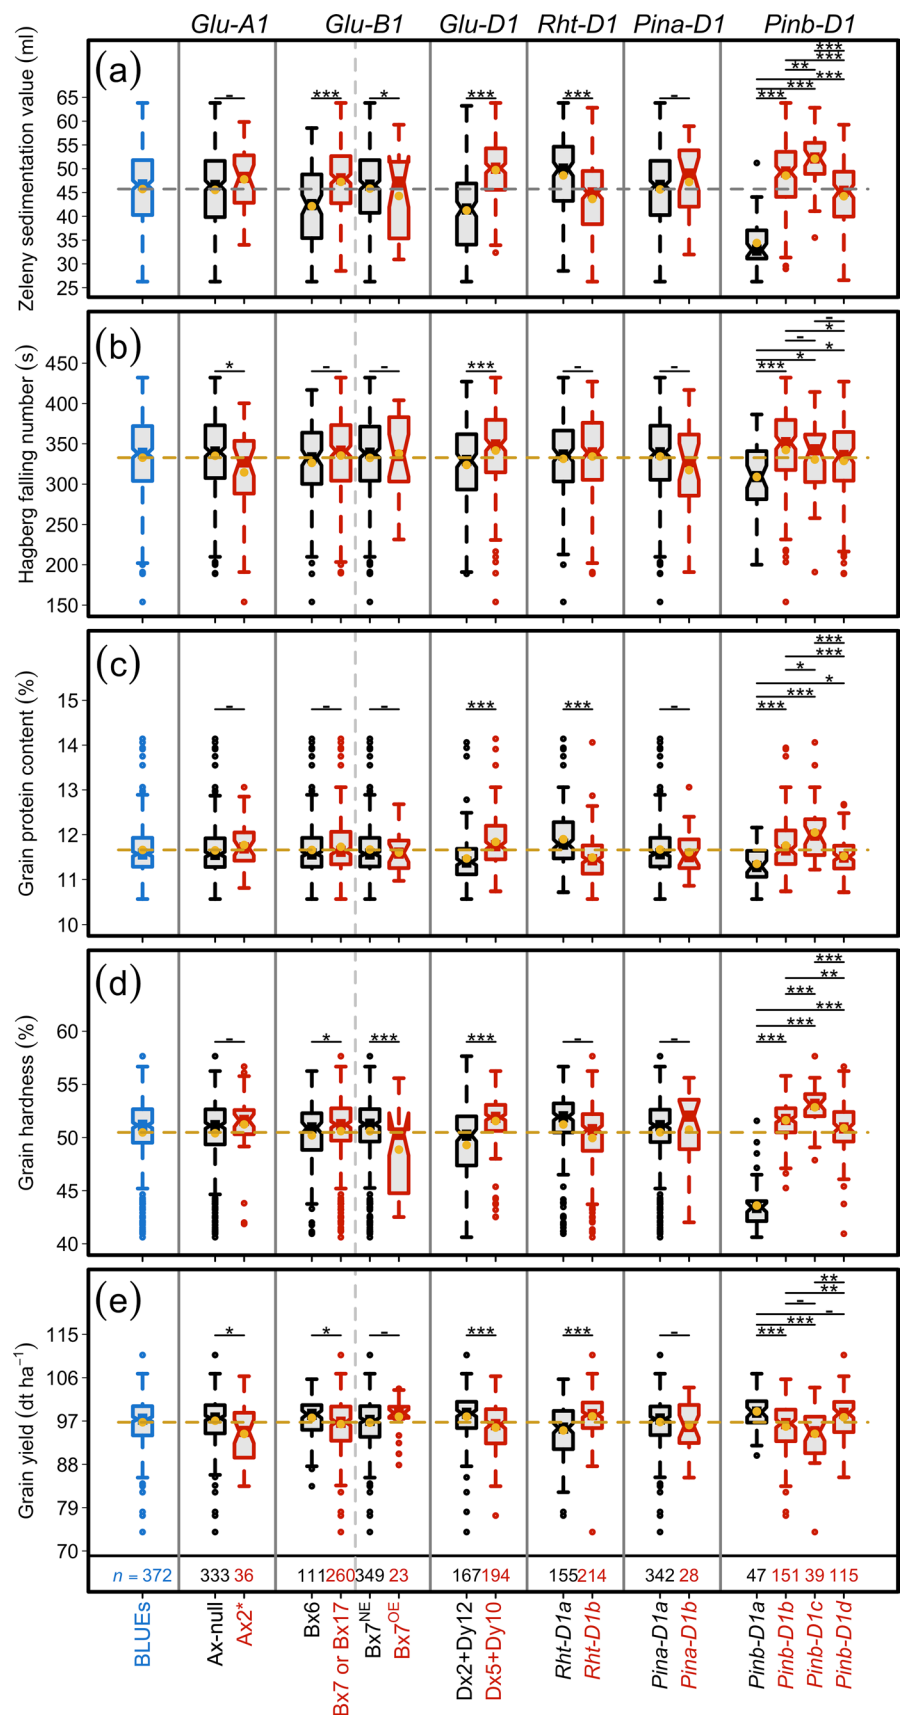 Glu-A1 Glu-B1 Glu-D1 Rht-D1 Pina-D1 Pinb-D1
(a)
Zeleny sedimentation value (ml)
65
60
55
50
45
40
35
30
25
- *** * *** *** - *** *** *** ** *** ***
(b)
Hagberg falling number (s)
450
400
350
300
250
200
150
* - - *** - - *** * * - * -
(c)
Grain protein content (%)
15
14
13
12
11
10
- - - *** *** - *** *** * * *** ***
(d)
Grain hardness (%)
60
55
50
45
40
- * *** *** - - *** *** *** *** ** ***
(e)
Grain yield (dt ha⁻¹)
115
106
97
88
79
70
* * - *** *** - *** *** - - ** **
n = 372 333 36 111 260 349 23 167 194 155 214 342 28 47 151 39 115
BLUEs
Ax-null
Ax2*
Bx6
Bx7 or Bx17
Bx7^NE
Bx7^OE
Dx2+Dy12
Dx5+Dy10
Rht-D1a
Rht-D1b
Pina-D1a
Pina-D1b
Pinb-D1a
Pinb-D1b
Pinb-D1c
Pinb-D1d